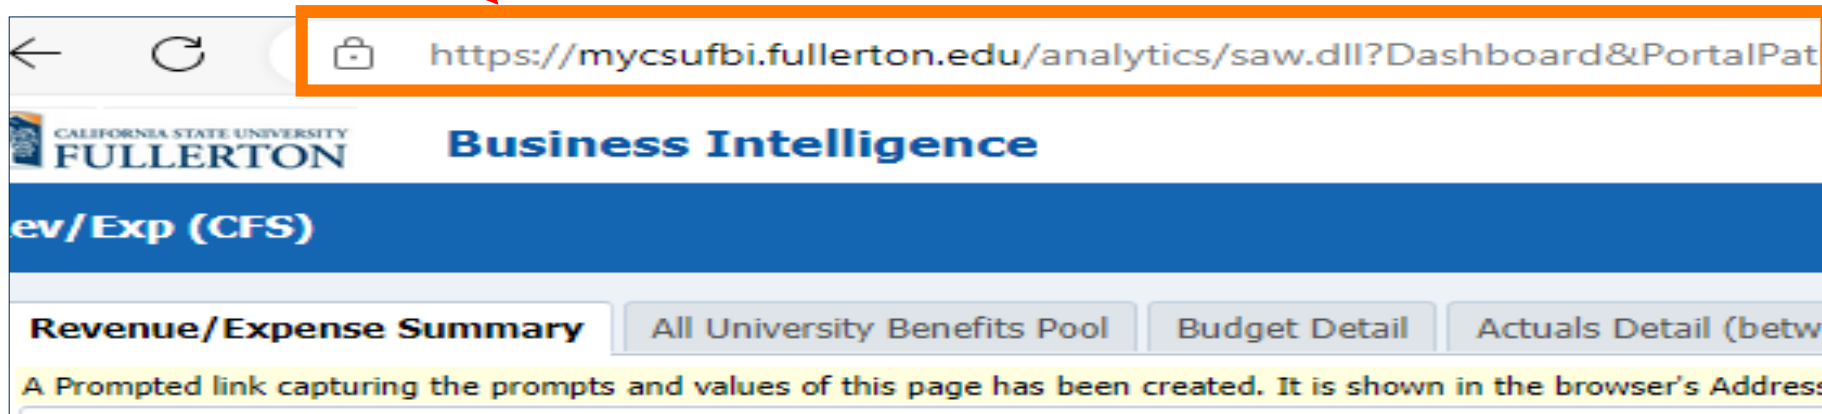 https://mycsufbi.fullerton.edu/analytics/saw.dll?Dashboard&PortalPat
CALIFORNIA STATE UNIVERSITY
FULLERTON
Business Intelligence
ev/Exp (CFS)
Revenue/Expense Summary All University Benefits Pool Budget Detail Actuals Detail (betw
A Prompted link capturing the prompts and values of this page has been created. It is shown in the browser's Address